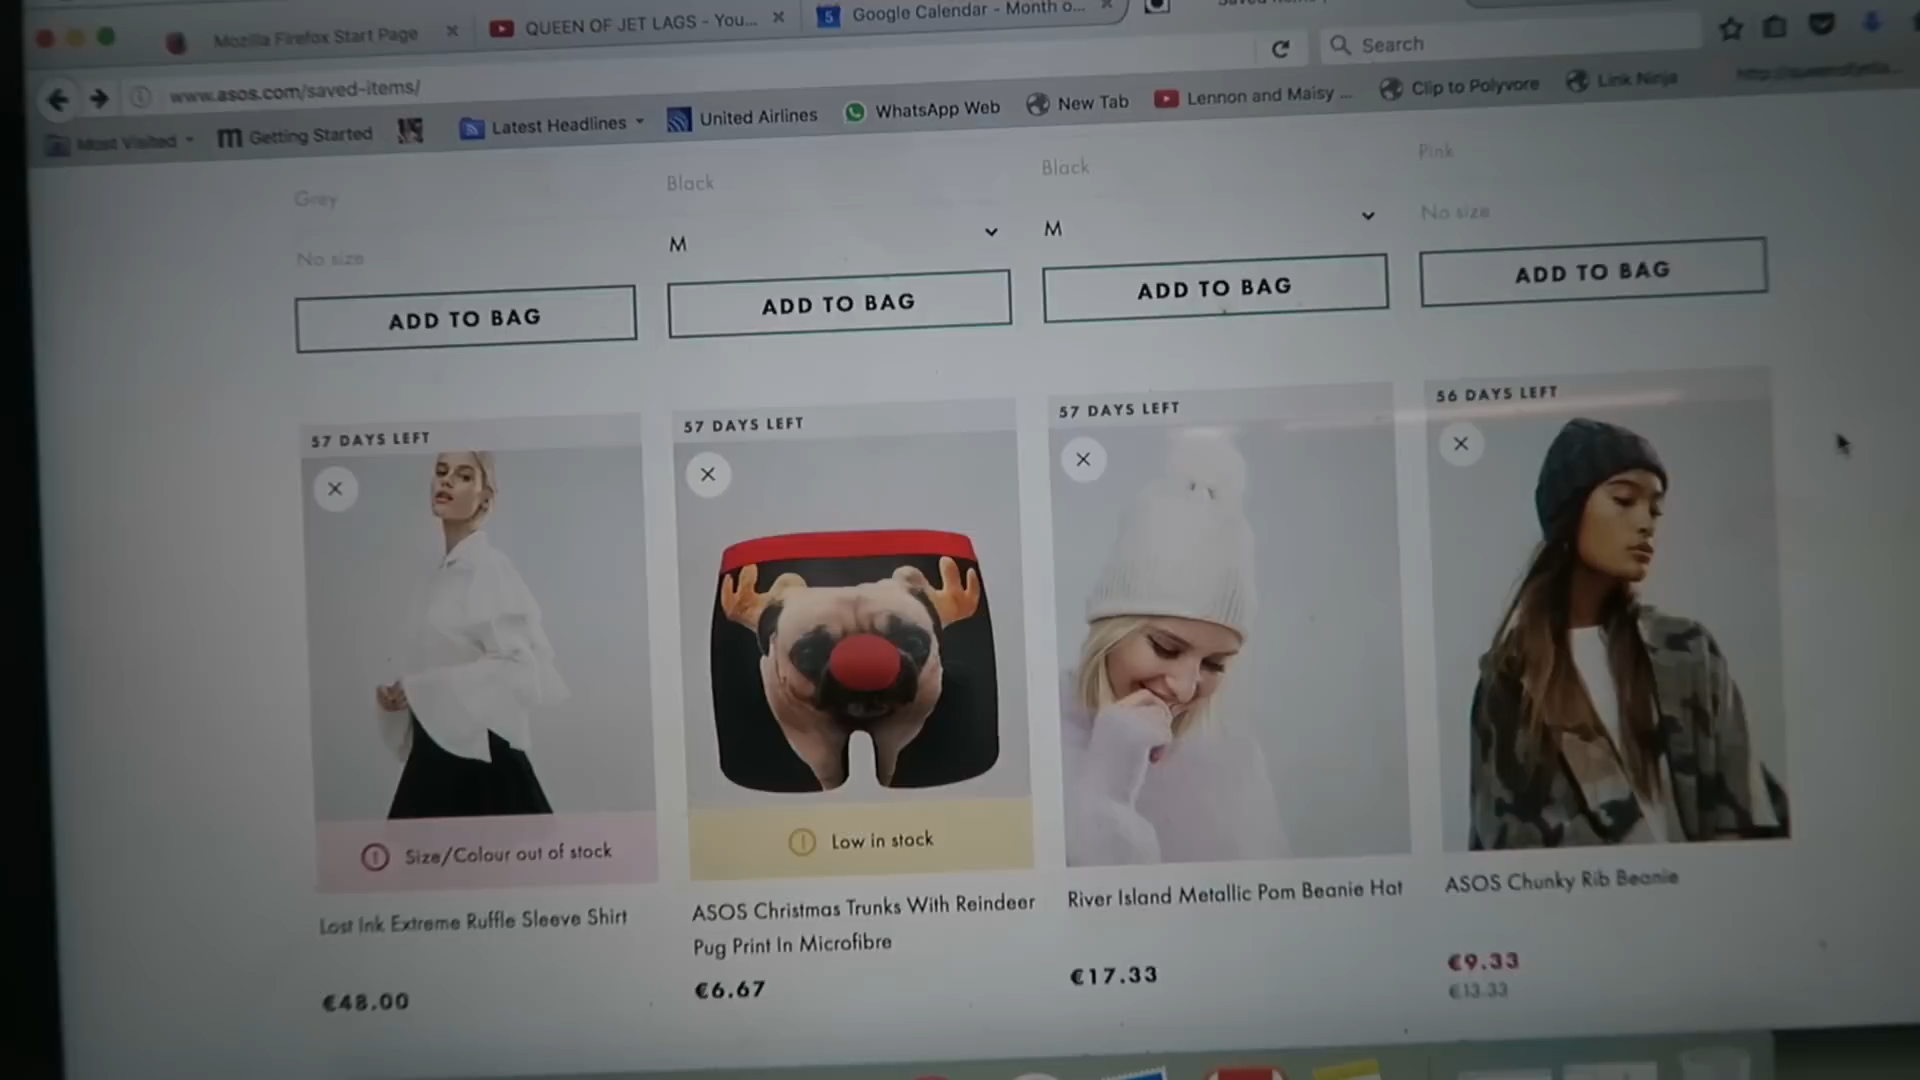 Mozilla Firefox Start Page
QUEEN OF JET LAGS - You...
Google Calendar - Month o...
www.asos.com/saved-items/
Search
Most Visited
Getting Started
Latest Headlines
United Airlines
WhatsApp Web
New Tab
Lennon and Maisy ...
Clip to Polyvore
Link Ninja
Grey
Black
Black
Pink
No size
M
M
No size
ADD TO BAG
ADD TO BAG
ADD TO BAG
ADD TO BAG
57 DAYS LEFT
57 DAYS LEFT
57 DAYS LEFT
56 DAYS LEFT
Size/Colour out of stock
Low in stock
Lost Ink Extreme Ruffle Sleeve Shirt
€48.00
ASOS Christmas Trunks With Reindeer
Pug Print In Microfibre
€6.67
River Island Metallic Pom Beanie Hat
€17.33
ASOS Chunky Rib Beanie
€9.33
€13.33